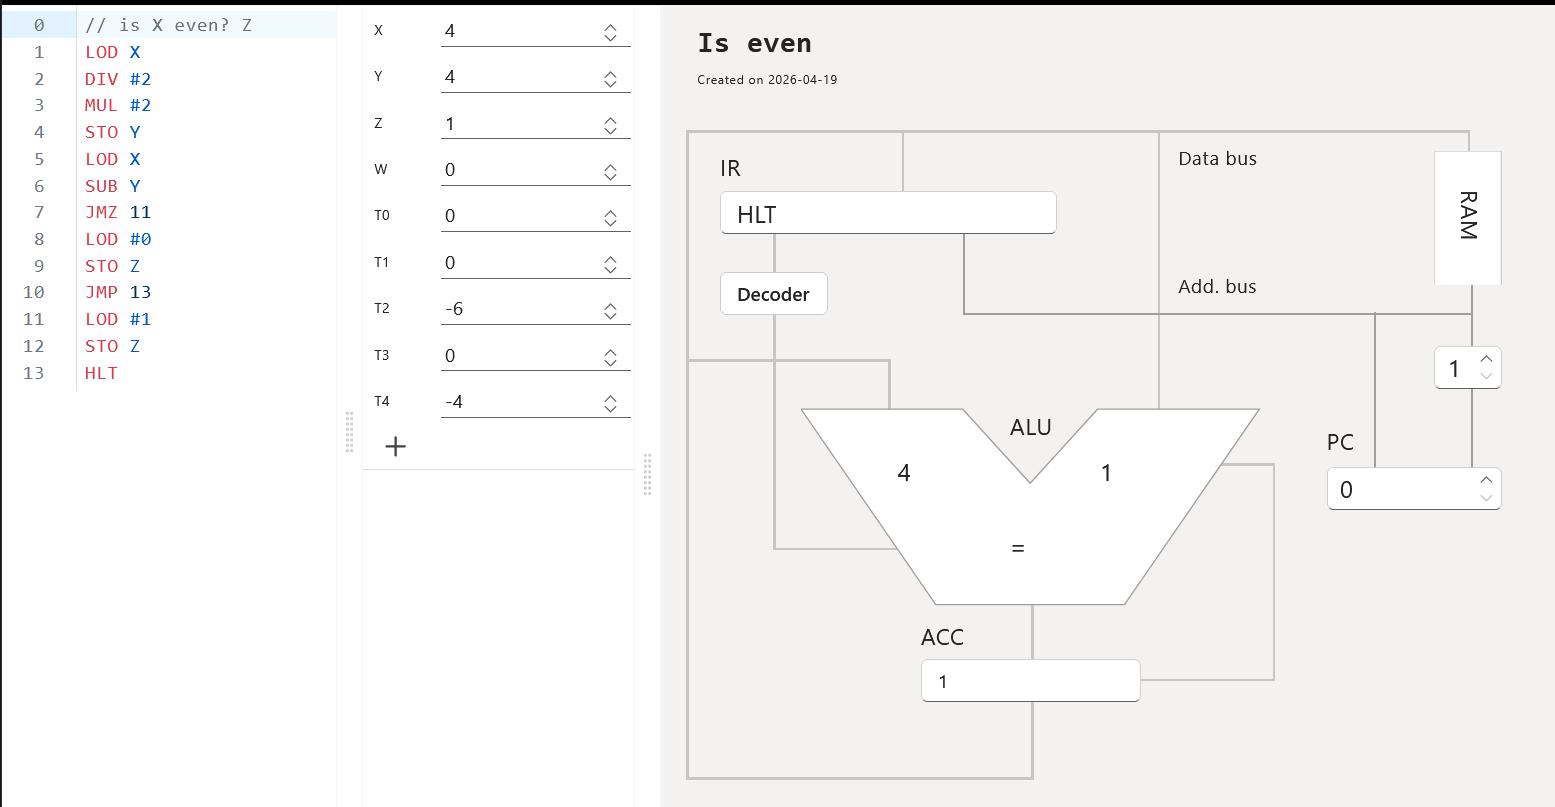 0 // is X even? Z
1 LOD X
2 DIV #2
3 MUL #2
4 STO Y
5 LOD X
6 SUB Y
7 JMZ 11
8 LOD #0
9 STO Z
10 JMP 13
11 LOD #1
12 STO Z
13 HLT
X 4
Y 4
Z 1
W 0
T0 0
T1 0
T2 -6
T3 0
T4 -4
+
Is even
Created on 2026-04-19
Data bus
IR
HLT
RAM
Decoder
Add. bus
1
ALU
PC
4 1
0
=
ACC
1